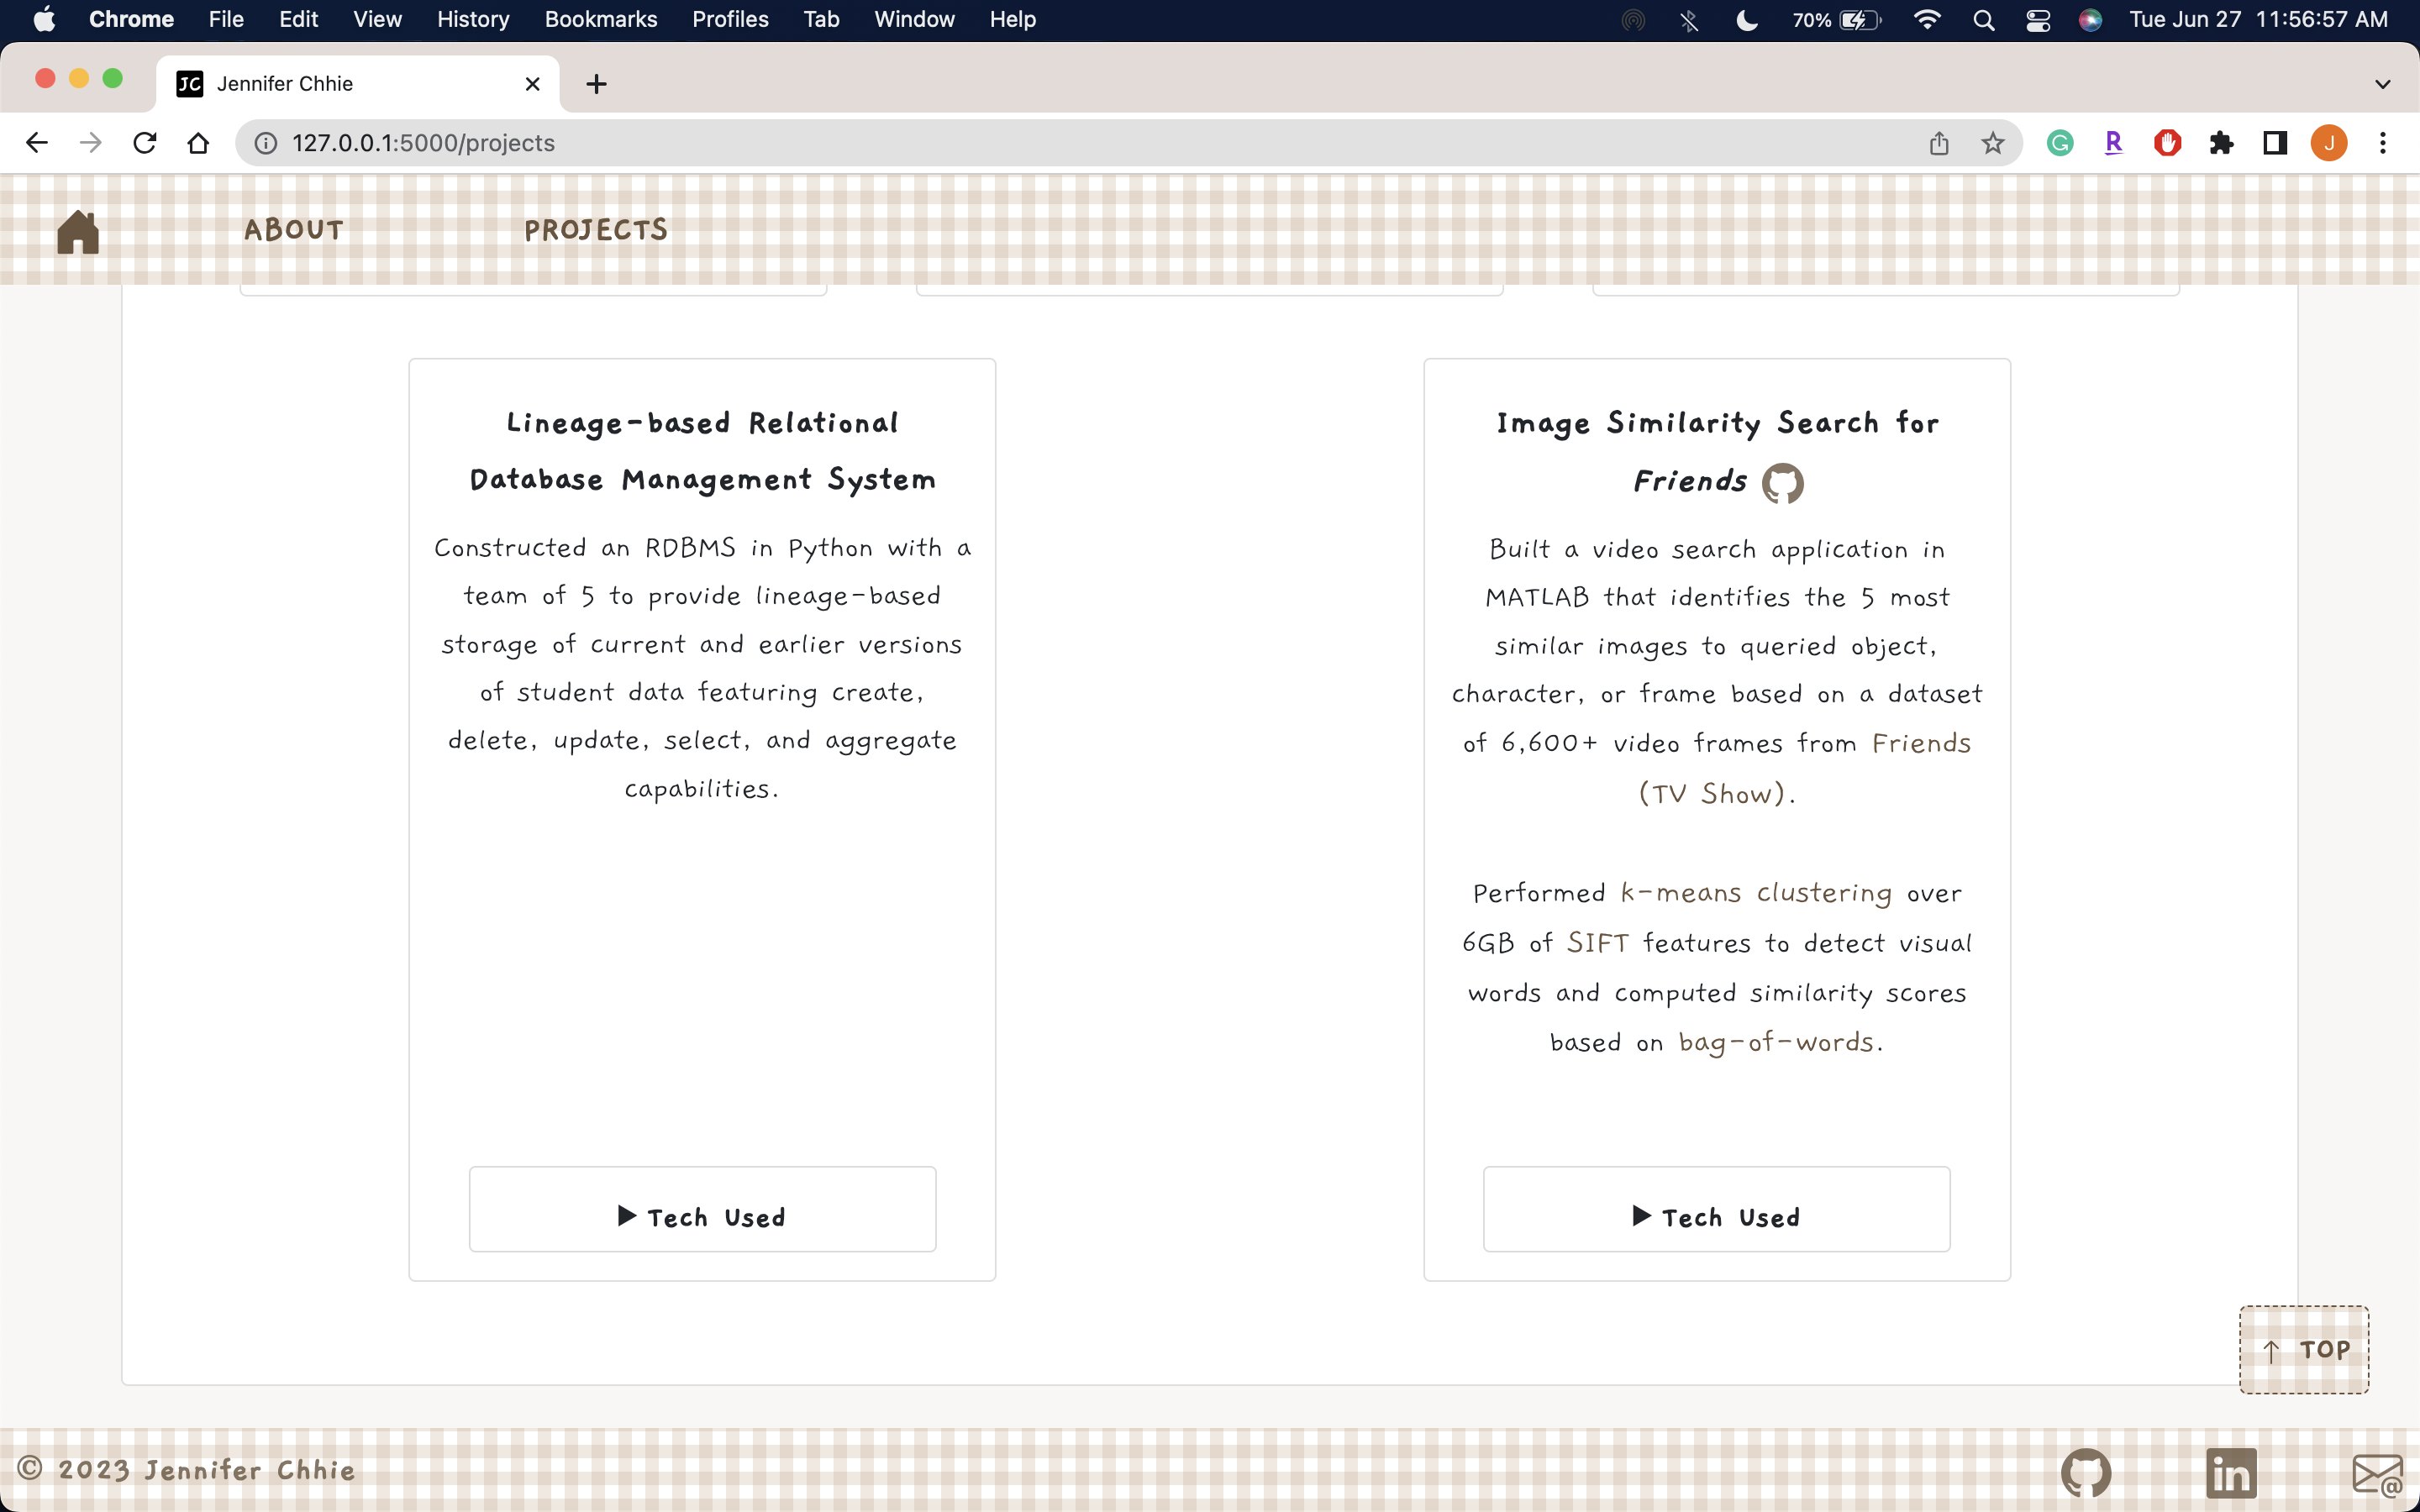 Chrome File Edit View History Bookmarks Profiles Tab Window Help 70% Tue Jun 27 11:56:57 AM
JC Jennifer Chhie
127.0.0.1:5000/projects G R J
ABOUT PROJECTS
Lineage-based Relational
Database Management System
Constructed an RDBMS in Python with a
team of 5 to provide lineage-based
storage of current and earlier versions
of student data featuring create,
delete, update, select, and aggregate
capabilities.
▶ Tech Used
Image Similarity Search for
Friends
Built a video search application in
MATLAB that identifies the 5 most
similar images to queried object,
character, or frame based on a dataset
of 6,600+ video frames from Friends
(TV Show).
Performed k-means clustering over
6GB of SIFT features to detect visual
words and computed similarity scores
based on bag-of-words.
▶ Tech Used
↑ TOP
© 2023 Jennifer Chhie in @